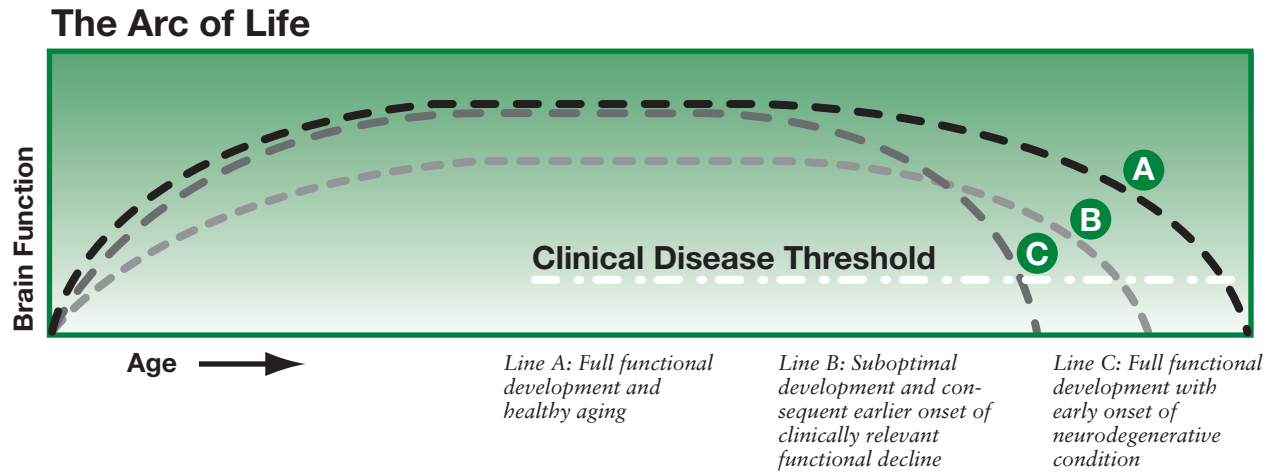 The Arc of Life
Brain Function
A
B
C
Clinical Disease Threshold
Age
Line A: Full functional
development and
healthy aging
Line B: Suboptimal
development and con-
sequent earlier onset of
clinically relevant
functional decline
Line C: Full functional
development with
early onset of
neurodegenerative
condition